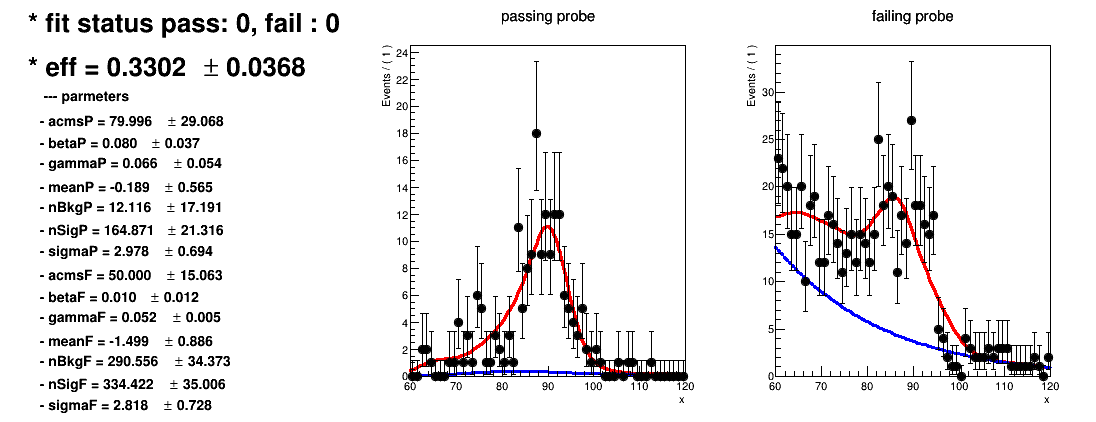 * fit status pass: 0, fail : 0
* eff = 0.3302 ± 0.0368
--- parmeters
- acmsP = 79.996 ± 29.068
- betaP = 0.080 ± 0.037
- gammaP = 0.066 ± 0.054
- meanP = -0.189 ± 0.565
- nBkgP = 12.116 ± 17.191
- nSigP = 164.871 ± 21.316
- sigmaP = 2.978 ± 0.694
- acmsF = 50.000 ± 15.063
- betaF = 0.010 ± 0.012
- gammaF = 0.052 ± 0.005
- meanF = -1.499 ± 0.886
- nBkgF = 290.556 ± 34.373
- nSigF = 334.422 ± 35.006
- sigmaF = 2.818 ± 0.728
passing probe
Events / ( 1 )
24
22
20
18
16
14
12
10
8
6
4
2
0
60 70 80 90 100 110 120
x
failing probe
Events / ( 1 )
30
25
20
15
10
5
0
60 70 80 90 100 110 120
x